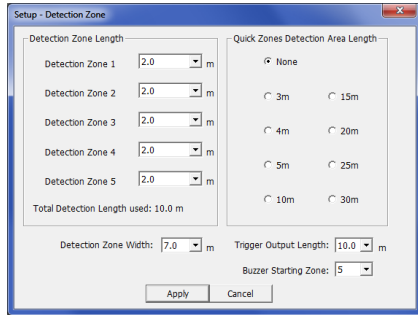 Setup - Detection Zone
Detection Zone Length
Detection Zone 1 2.0 m
Detection Zone 2 2.0 m
Detection Zone 3 2.0 m
Detection Zone 4 2.0 m
Detection Zone 5 2.0 m
Total Detection Length used: 10.0 m
Quick Zones Detection Area Length
None
3m 15m
4m 20m
5m 25m
10m 30m
Detection Zone Width: 7.0 m
Trigger Output Length: 10.0 m
Buzzer Starting Zone: 5
Apply Cancel